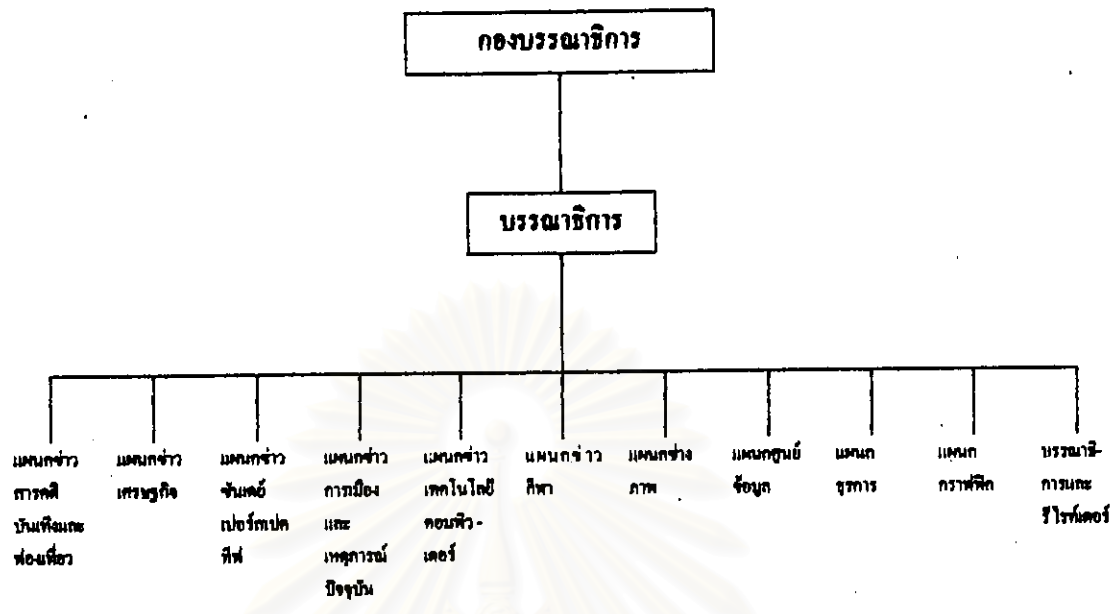 กองบรรณาธิการ
บรรณาธิการ
แผนกข่าว
สารคดี
บันเทิงและ
ท่องเที่ยว
แผนกข่าว
เศรษฐกิจ
แผนกข่าว
ซันเดย์
เปอร์สเปค
ทีฟ
แผนกข่าว
การเมือง
และ
เหตุการณ์
ปัจจุบัน
แผนกข่าว
เทคโนโลยี
คอมพิว-
เตอร์
แผนกข่าว
กีฬา
แผนกช่าง
ภาพ
แผนกศูนย์
ข้อมูล
แผนก
ธุรการ
แผนก
กราฟฟิค
บรรณาธิ-
การและ
รีไรท์เตอร์